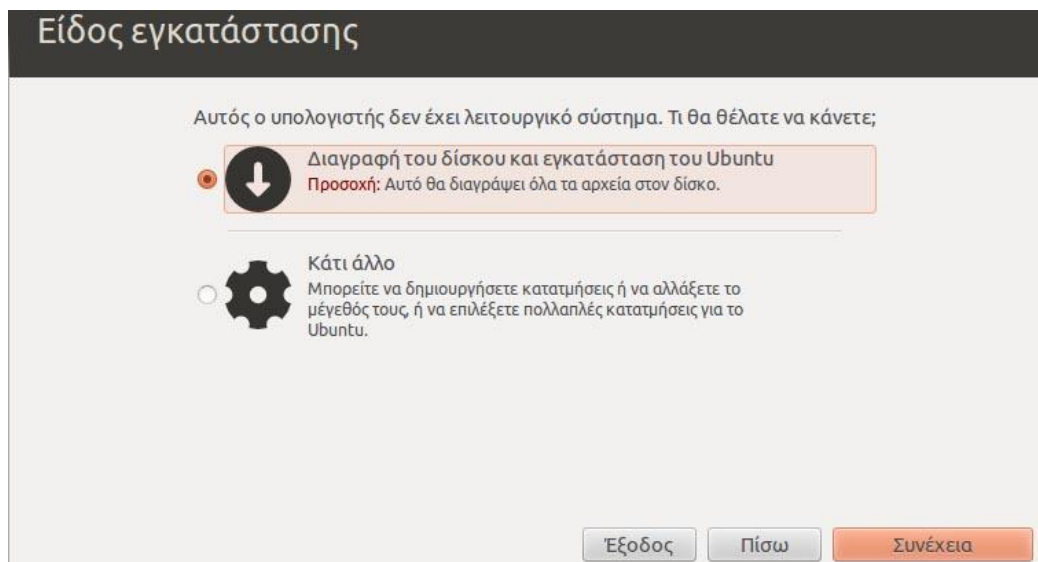 Είδος εγκατάστασης
Αυτός ο υπολογιστής δεν έχει λειτουργικό σύστημα. Τι θα θέλατε να κάνετε;
Διαγραφή του δίσκου και εγκατάσταση του Ubuntu
Προσοχή: Αυτό θα διαγράψει όλα τα αρχεία στον δίσκο.
Κάτι άλλο
Μπορείτε να δημιουργήσετε κατατμήσεις ή να αλλάξετε το
μέγεθός τους, ή να επιλέξετε πολλαπλές κατατμήσεις για το
Ubuntu.
Έξοδος Πίσω Συνέχεια